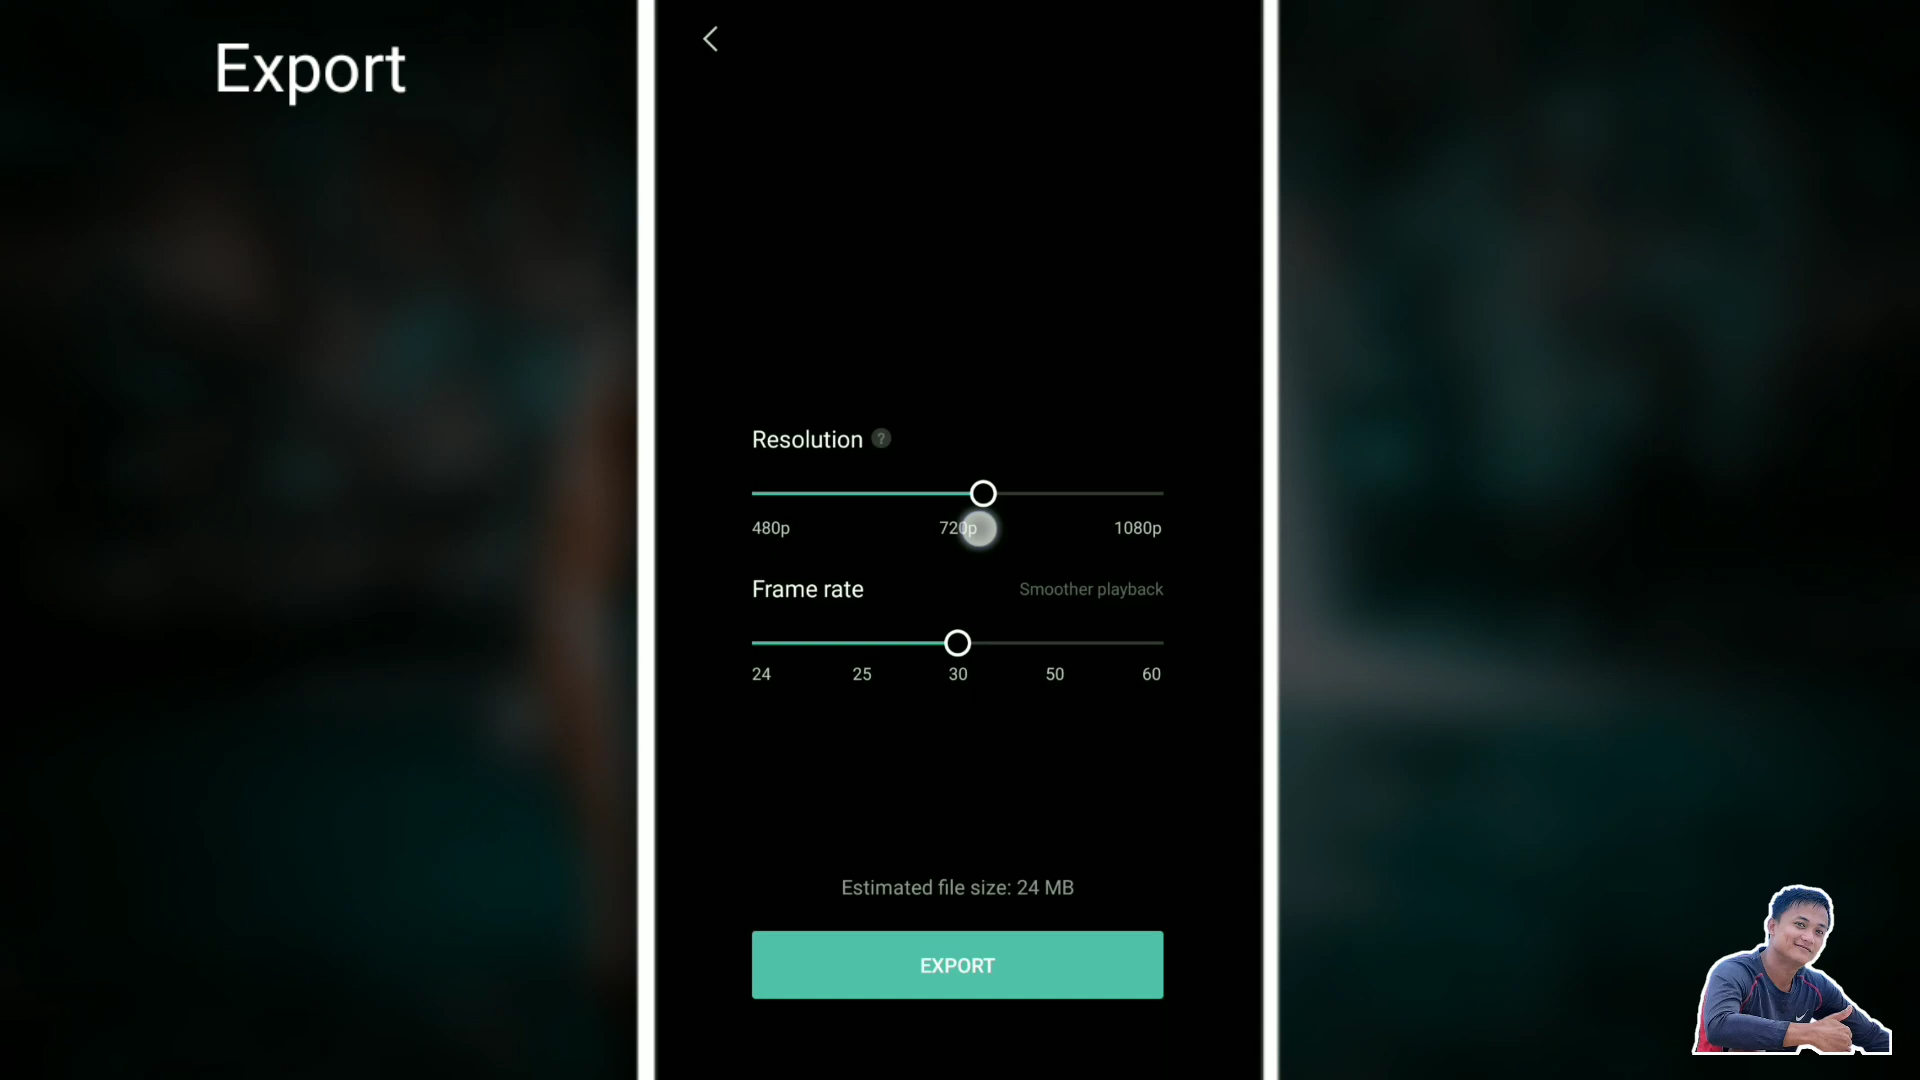 Export
Resolution ?
480p 720p 1080p
Frame rate Smoother playback
24 25 30 50 60
Estimated file size: 24 MB
EXPORT